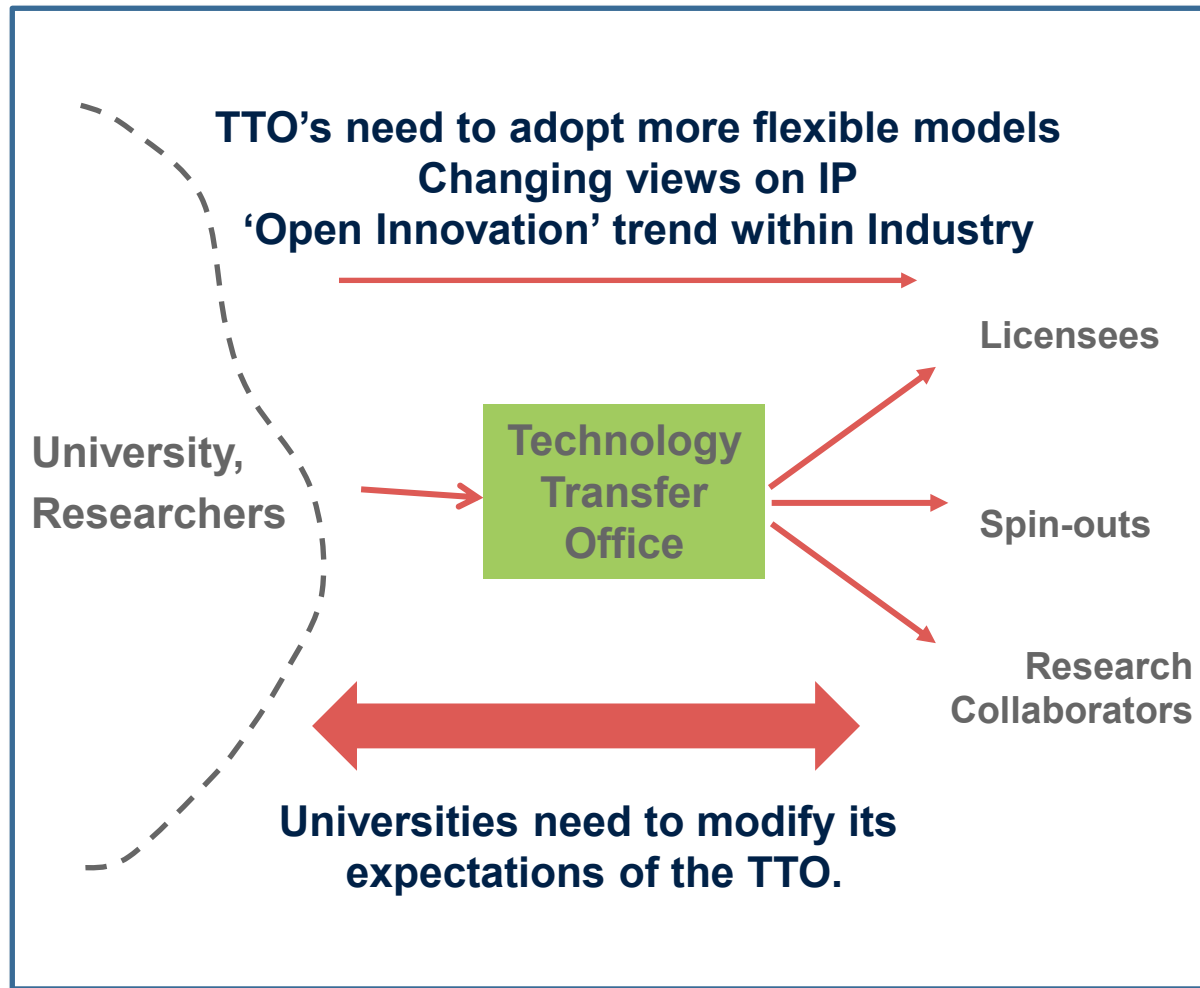 TTO’s need to adopt more flexible models
Changing views on IP
‘Open Innovation’ trend within Industry
Licensees
University,
Researchers
Technology
Transfer
Office
Spin-outs
Research
Collaborators
Universities need to modify its
expectations of the TTO.